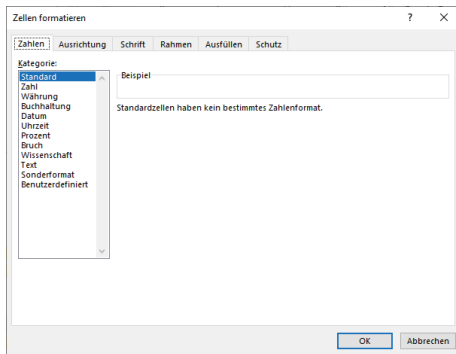 Zellen formatieren ? ×
Zahlen Ausrichtung Schrift Rahmen Ausfüllen Schutz
Kategorie:
Standard
Zahl
Währung
Buchhaltung
Datum
Uhrzeit
Prozent
Bruch
Wissenschaft
Text
Sonderformat
Benutzerdefiniert
Beispiel
Standardzellen haben kein bestimmtes Zahlenformat.
OK Abbrechen